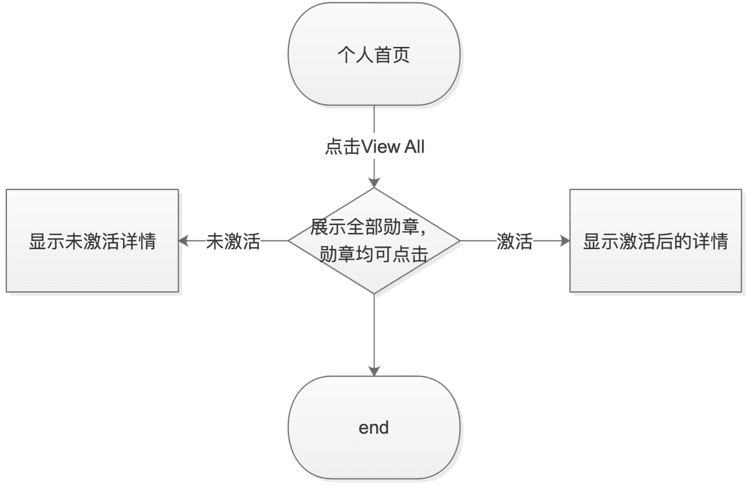 个人首页
点击View All
展示全部勋章，
勋章均可点击
显示未激活详情
未激活
激活
显示激活后的详情
end